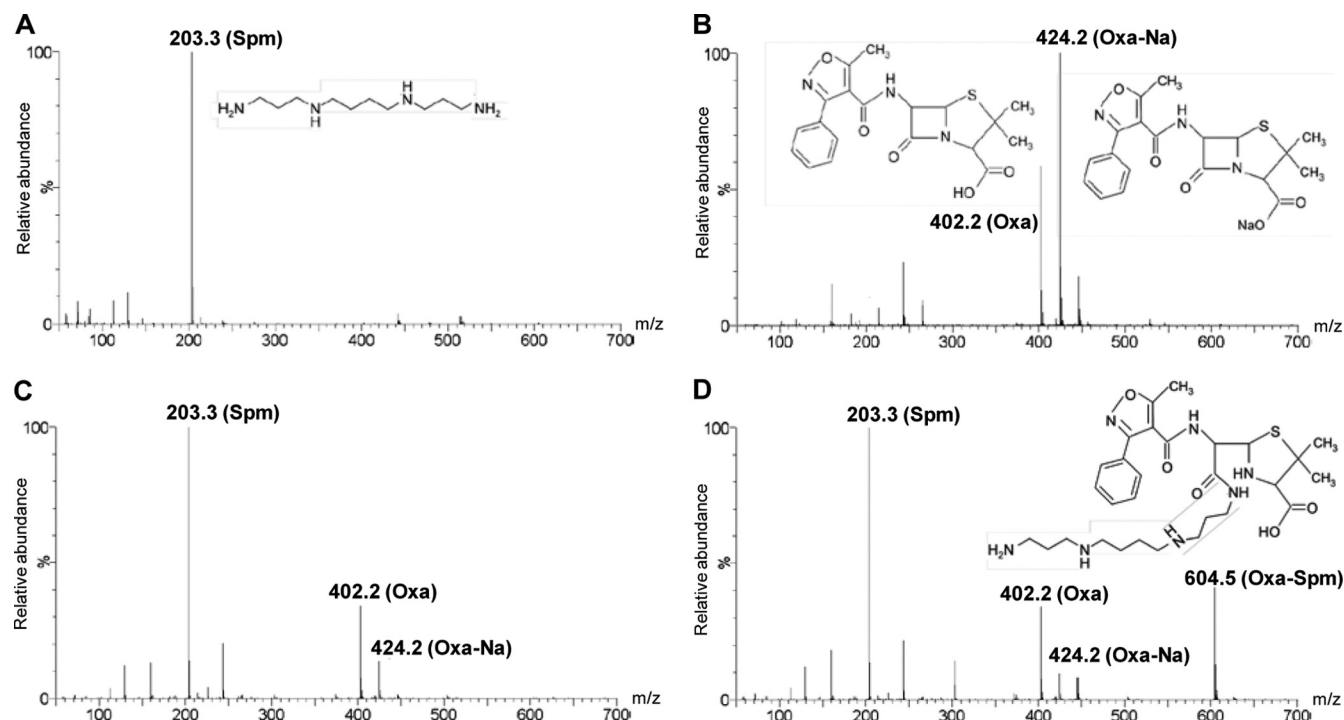 A
203.3 (Spm)
100
H₂N
N
H
H
N
NH₂
Relative abundance
%
0
100
200
300
400
500
600
700
m/z
B
424.2 (Oxa-Na)
100
O
CH₃
N
H
N
O
S
CH₃
CH₃
N
O
O
HO
402.2 (Oxa)
O
CH₃
N
H
N
O
S
CH₃
CH₃
N
O
O
NaO
Relative abundance
%
0
100
200
300
400
500
600
700
m/z
C
203.3 (Spm)
100
402.2 (Oxa)
424.2 (Oxa-Na)
Relative abundance
%
0
100
200
300
400
500
600
700
m/z
D
203.3 (Spm)
100
O
CH₃
N
H
N
O
S
CH₃
CH₃
HN
O
NH
O
HO
H₂N
N
H
H
N
604.5 (Oxa-Spm)
402.2 (Oxa)
424.2 (Oxa-Na)
Relative abundance
%
0
100
200
300
400
500
600
700
m/z